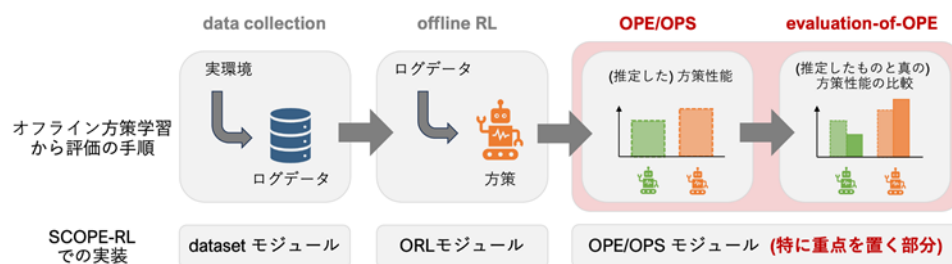 data collection
offline RL
OPE/OPS
evaluation-of-OPE
オフライン方策学習
から評価の手順
実環境
ログデータ
ログデータ
方策
(推定した) 方策性能
(推定したものと真の)
方策性能の比較
SCOPE-RL
での実装
dataset モジュール
ORLモジュール
OPE/OPS モジュール (特に重点を置く部分)